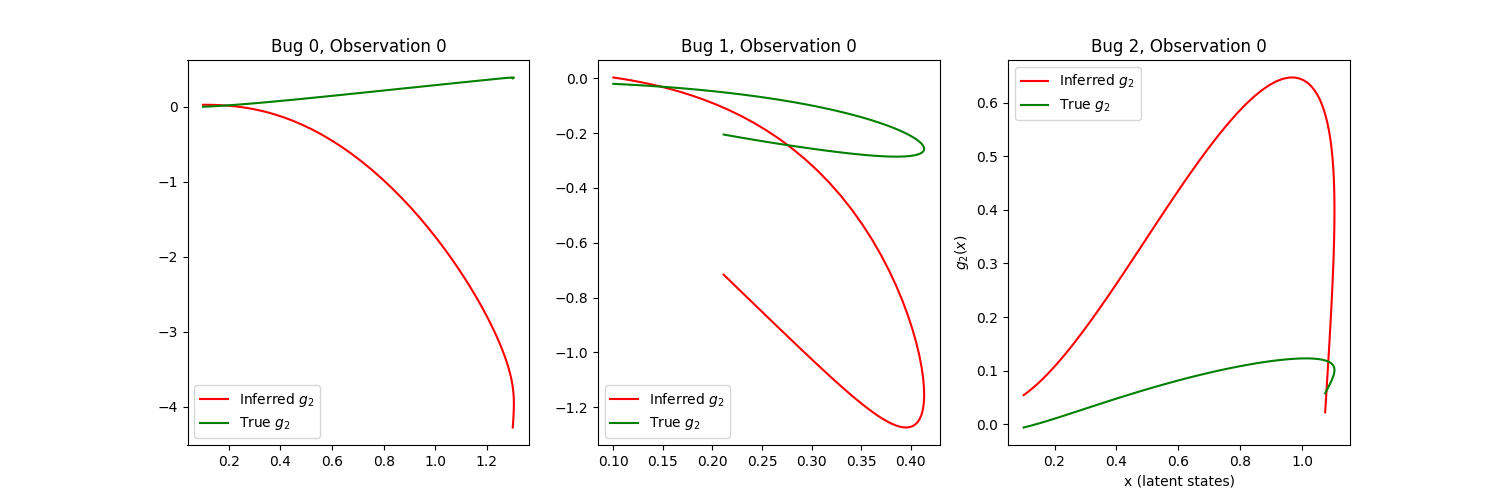 Bug 0, Observation 0
0
−1
−2
−3
−4
0.2 0.4 0.6 0.8 1.0 1.2
Inferred g₂
True g₂
Bug 1, Observation 0
0.0
−0.2
−0.4
−0.6
−0.8
−1.0
−1.2
0.10 0.15 0.20 0.25 0.30 0.35 0.40
Inferred g₂
True g₂
Bug 2, Observation 0
g₂(x)
0.6
0.5
0.4
0.3
0.2
0.1
0.0
0.2 0.4 0.6 0.8 1.0
x (latent states)
Inferred g₂
True g₂